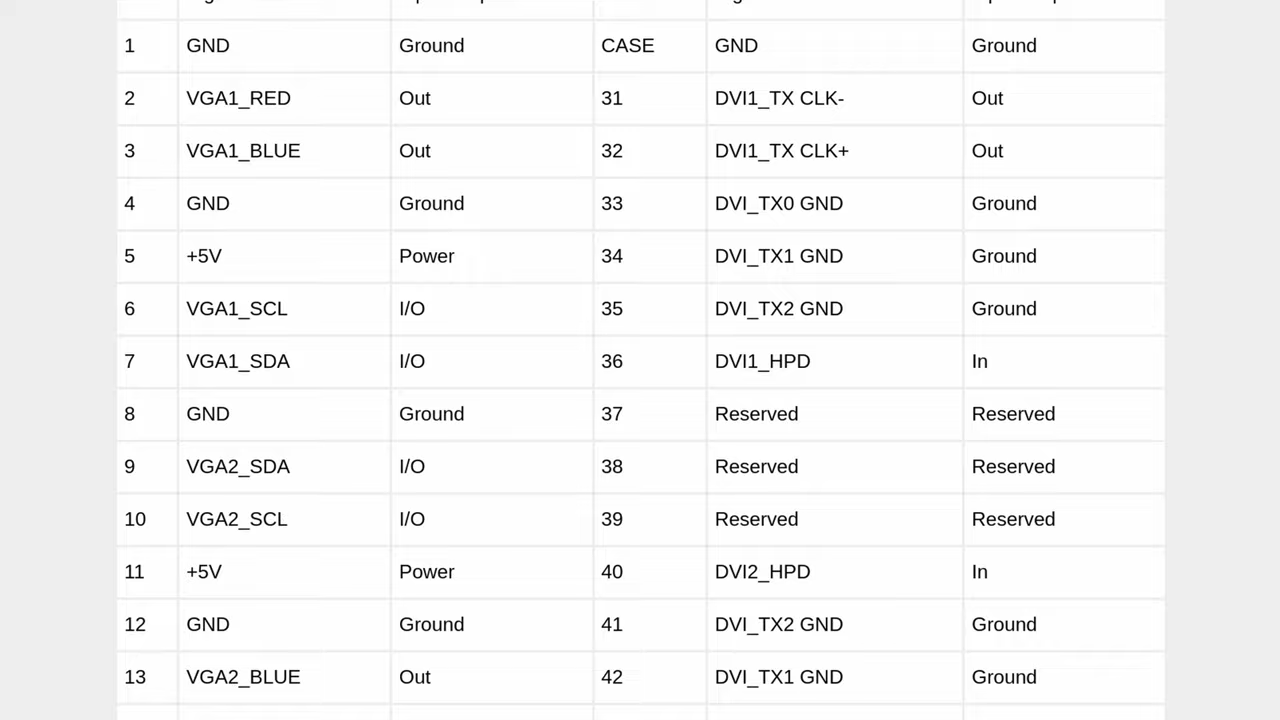 1 GND Ground CASE GND Ground
2 VGA1_RED Out 31 DVI1_TX CLK- Out
3 VGA1_BLUE Out 32 DVI1_TX CLK+ Out
4 GND Ground 33 DVI_TX0 GND Ground
5 +5V Power 34 DVI_TX1 GND Ground
6 VGA1_SCL I/O 35 DVI_TX2 GND Ground
7 VGA1_SDA I/O 36 DVI1_HPD In
8 GND Ground 37 Reserved Reserved
9 VGA2_SDA I/O 38 Reserved Reserved
10 VGA2_SCL I/O 39 Reserved Reserved
11 +5V Power 40 DVI2_HPD In
12 GND Ground 41 DVI_TX2 GND Ground
13 VGA2_BLUE Out 42 DVI_TX1 GND Ground